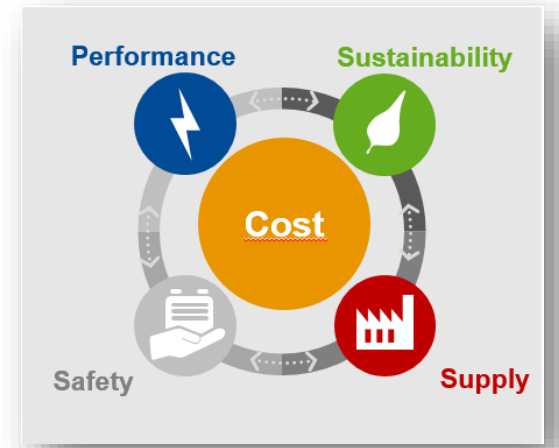 Performance
Sustainability
Cost
Safety
Supply